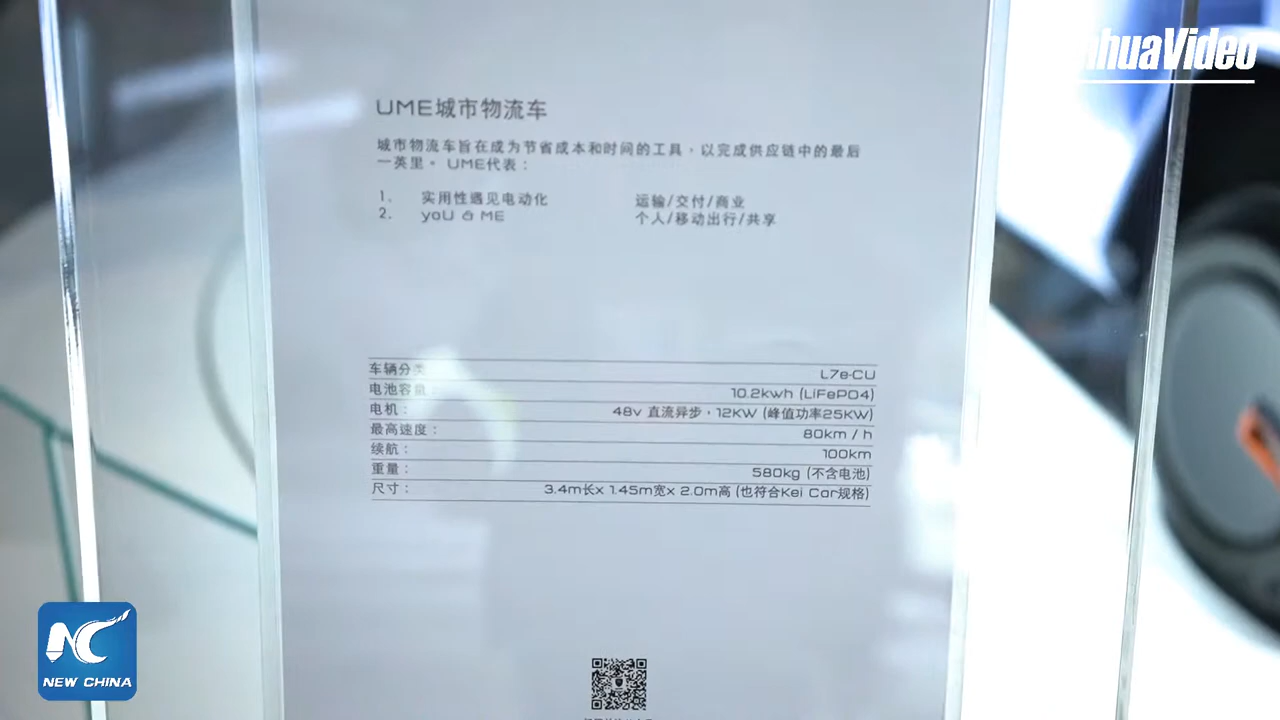 huaVideo
UME城市物流车
城市物流车旨在成为节省成本和时间的工具，以完成供应链中的最后
一英里。UME代表：
1. 实用性遇见电动化 运输/交付/商业
2. yoU & ME 个人/移动出行/共享
车辆分类 L7e-CU
电池容量： 10.2kwh (LiFePO4)
电机： 48v 直流异步，12KW (峰值功率25KW)
最高速度： 80km / h
续航： 100km
重量： 580kg (不含电池)
尺寸： 3.4m长x 1.45m宽x 2.0m高 (也符合Kei Car规格)
NEW CHINA